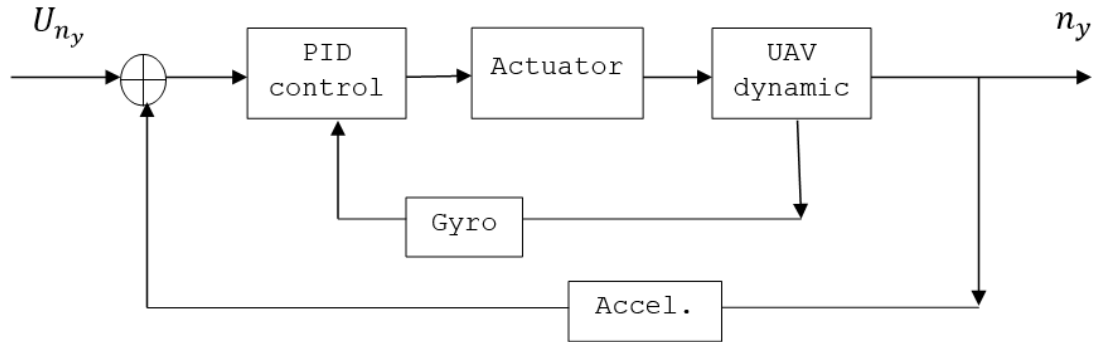 U_{n_y}
n_y
PID
control
Actuator
UAV
dynamic
Gyro
Accel.